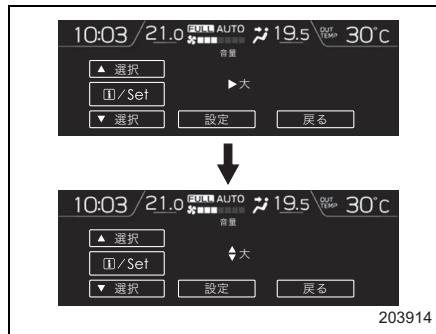 10:03 21.0 FULL AUTO 19.5 OUT TEMP 30°C
音量
▲ 選択
▶大
i/Set
▼ 選択 設定 戻る
10:03 21.0 FULL AUTO 19.5 OUT TEMP 30°C
音量
▲ 選択
大
i/Set
▼ 選択 設定 戻る
203914